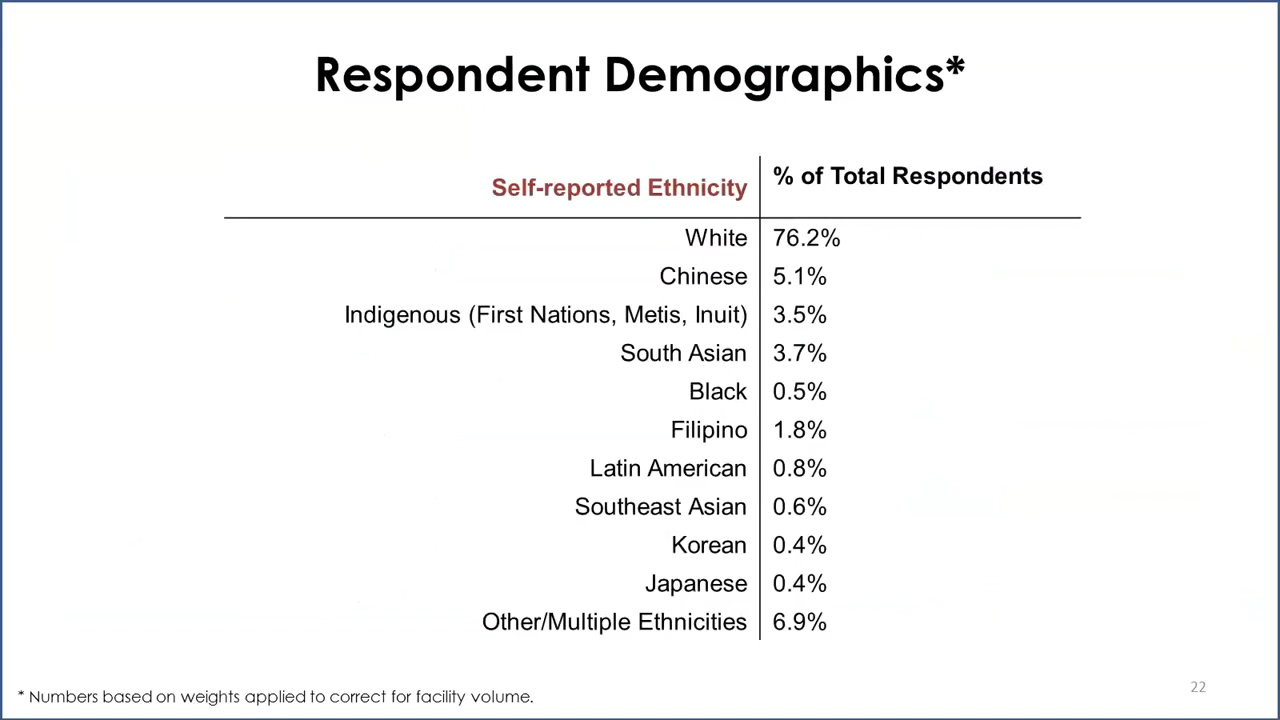 Respondent Demographics*
Self-reported Ethnicity % of Total Respondents
White 76.2%
Chinese 5.1%
Indigenous (First Nations, Metis, Inuit) 3.5%
South Asian 3.7%
Black 0.5%
Filipino 1.8%
Latin American 0.8%
Southeast Asian 0.6%
Korean 0.4%
Japanese 0.4%
Other/Multiple Ethnicities 6.9%
* Numbers based on weights applied to correct for facility volume.
22